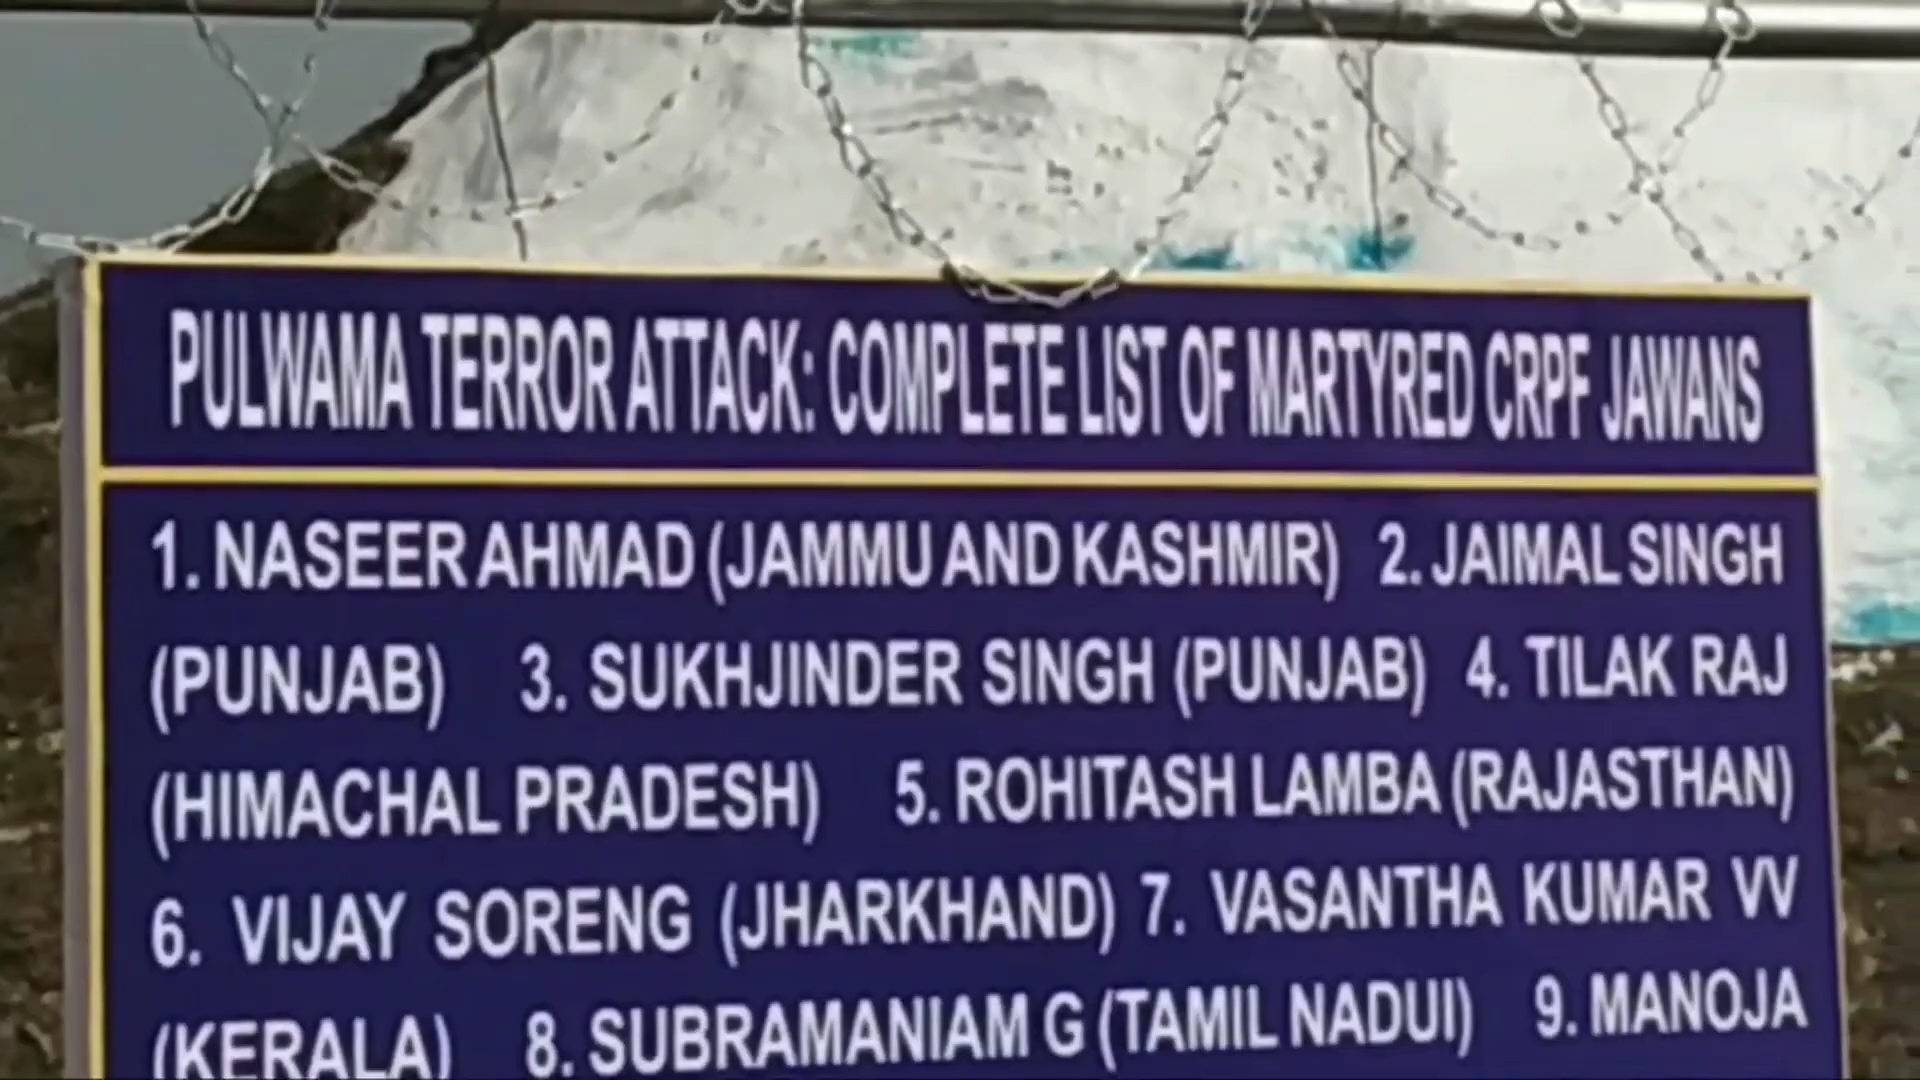 PULWAMA TERROR ATTACK: COMPLETE LIST OF MARTYRED CRPF JAWANS
1. NASEER AHMAD (JAMMU AND KASHMIR) 2. JAIMAL SINGH
(PUNJAB) 3. SUKHJINDER SINGH (PUNJAB) 4. TILAK RAJ
(HIMACHAL PRADESH) 5. ROHITASH LAMBA (RAJASTHAN)
6. VIJAY SORENG (JHARKHAND) 7. VASANTHA KUMAR VV
(KERALA) 8. SUBRAMANIAM G (TAMIL NADUI) 9. MANOJA